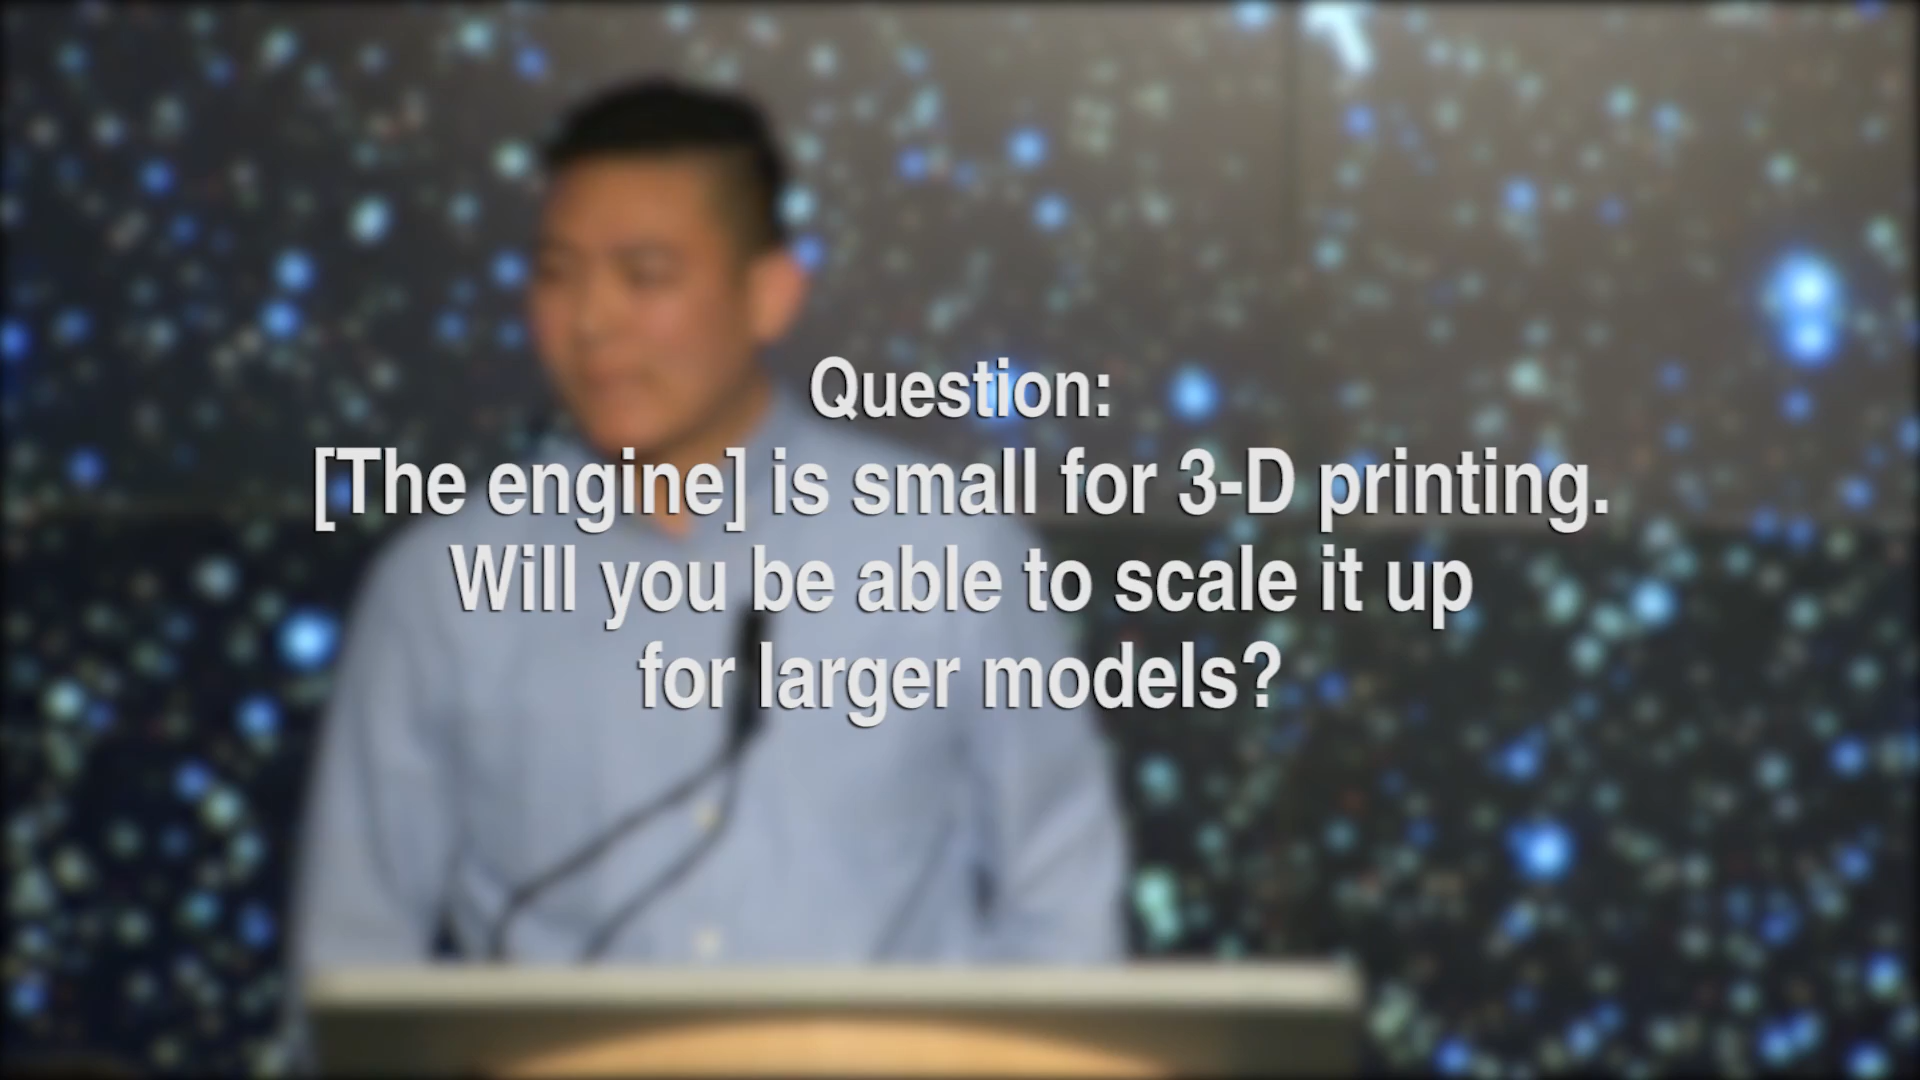 Question:
[The engine] is small for 3-D printing.
Will you be able to scale it up
for larger models?